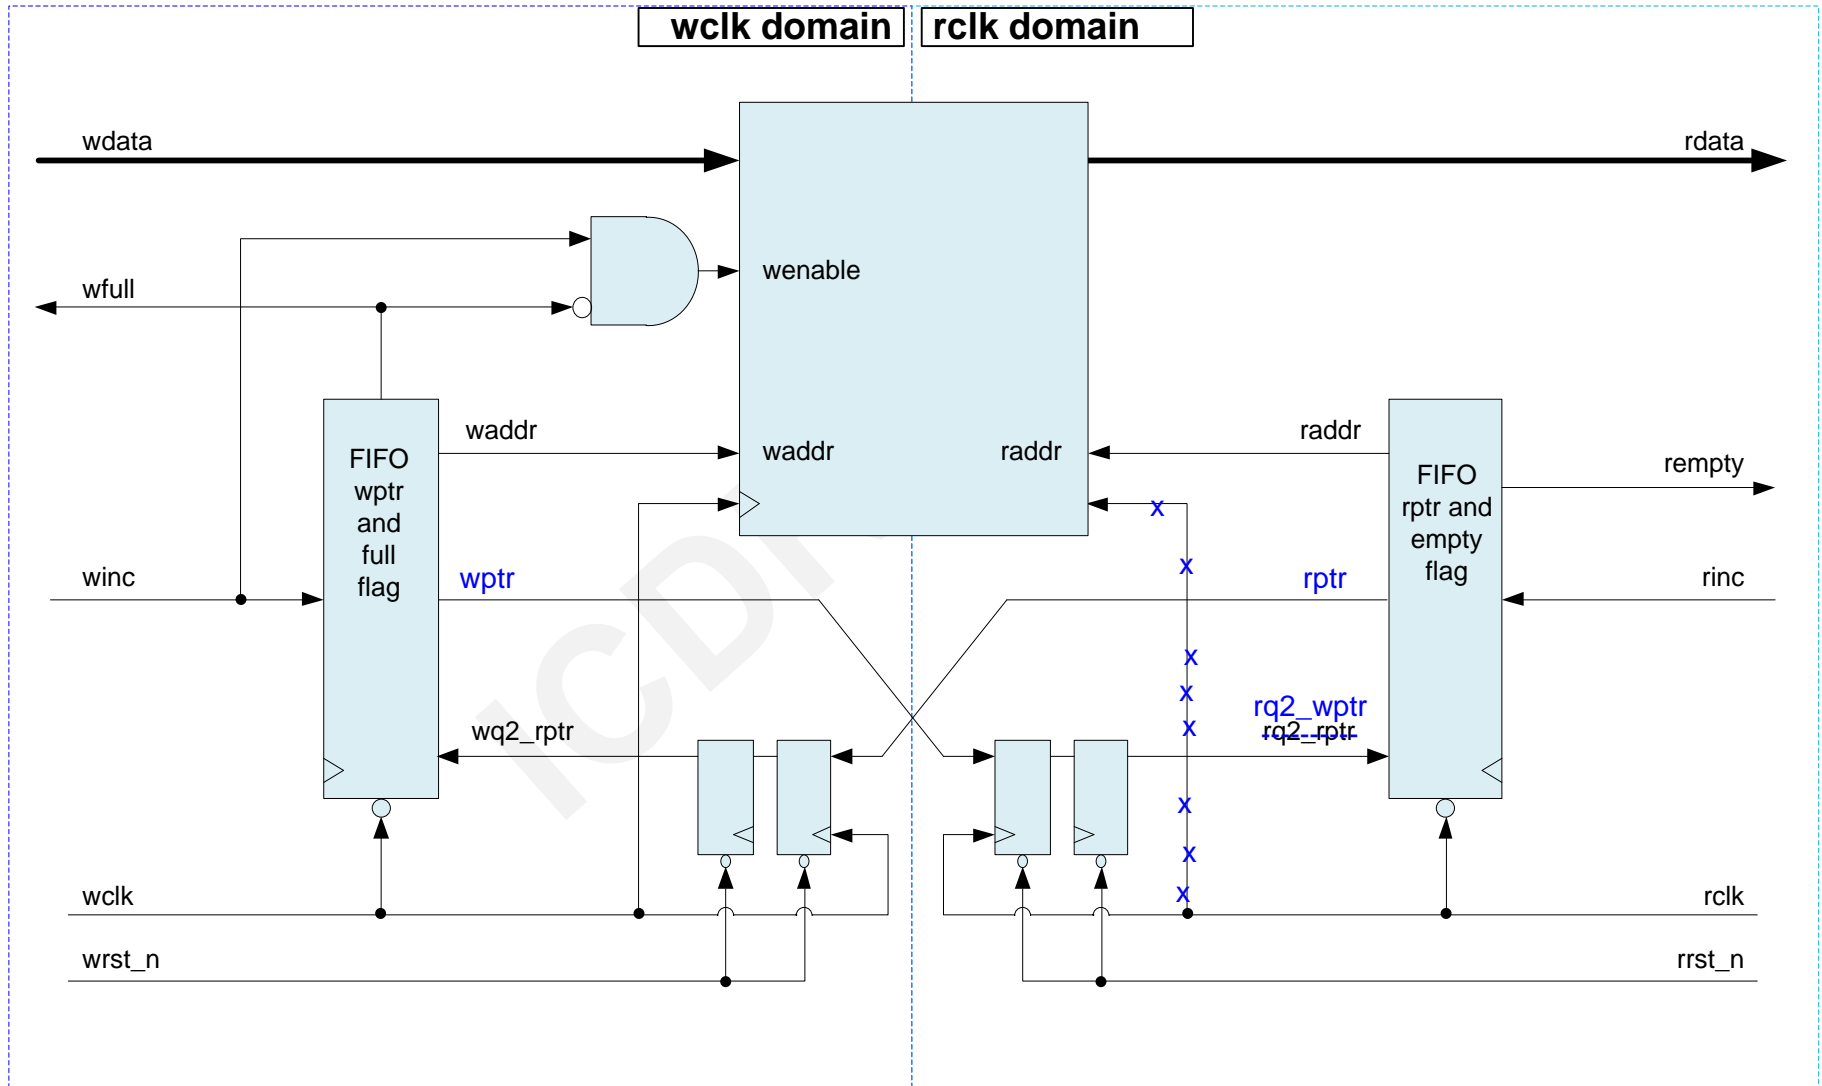 wclk domain
rclk domain
wdata
rdata
wenable
wfull
waddr
raddr
FIFO
wptr
and
full
flag
waddr
raddr
FIFO
rptr and
empty
flag
rempty
winc
wptr
rptr
rinc
x
x
x
x
x
x
x
x
rq2_wptr
rq2_rptr
wq2_rptr
wclk
rclk
wrst_n
rrst_n